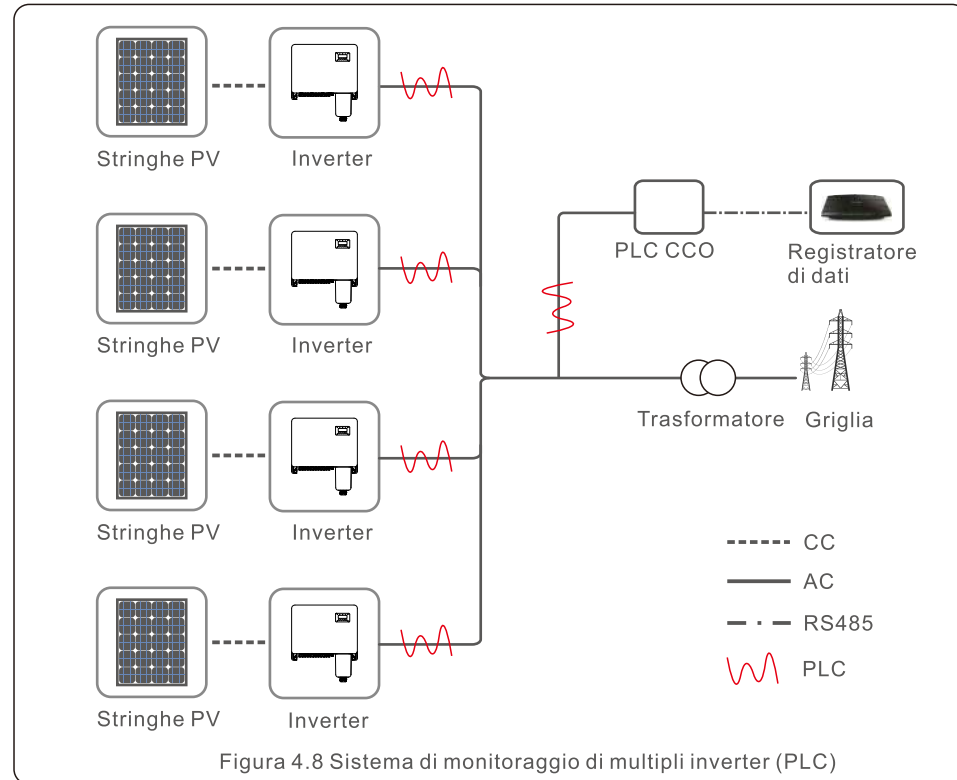 Stringhe PV
Inverter
Stringhe PV
Inverter
PLC CCO
Registratore
di dati
Trasformatore
Griglia
Stringhe PV
Inverter
Stringhe PV
Inverter
CC
AC
RS485
PLC
Figura 4.8 Sistema di monitoraggio di multipli inverter (PLC)